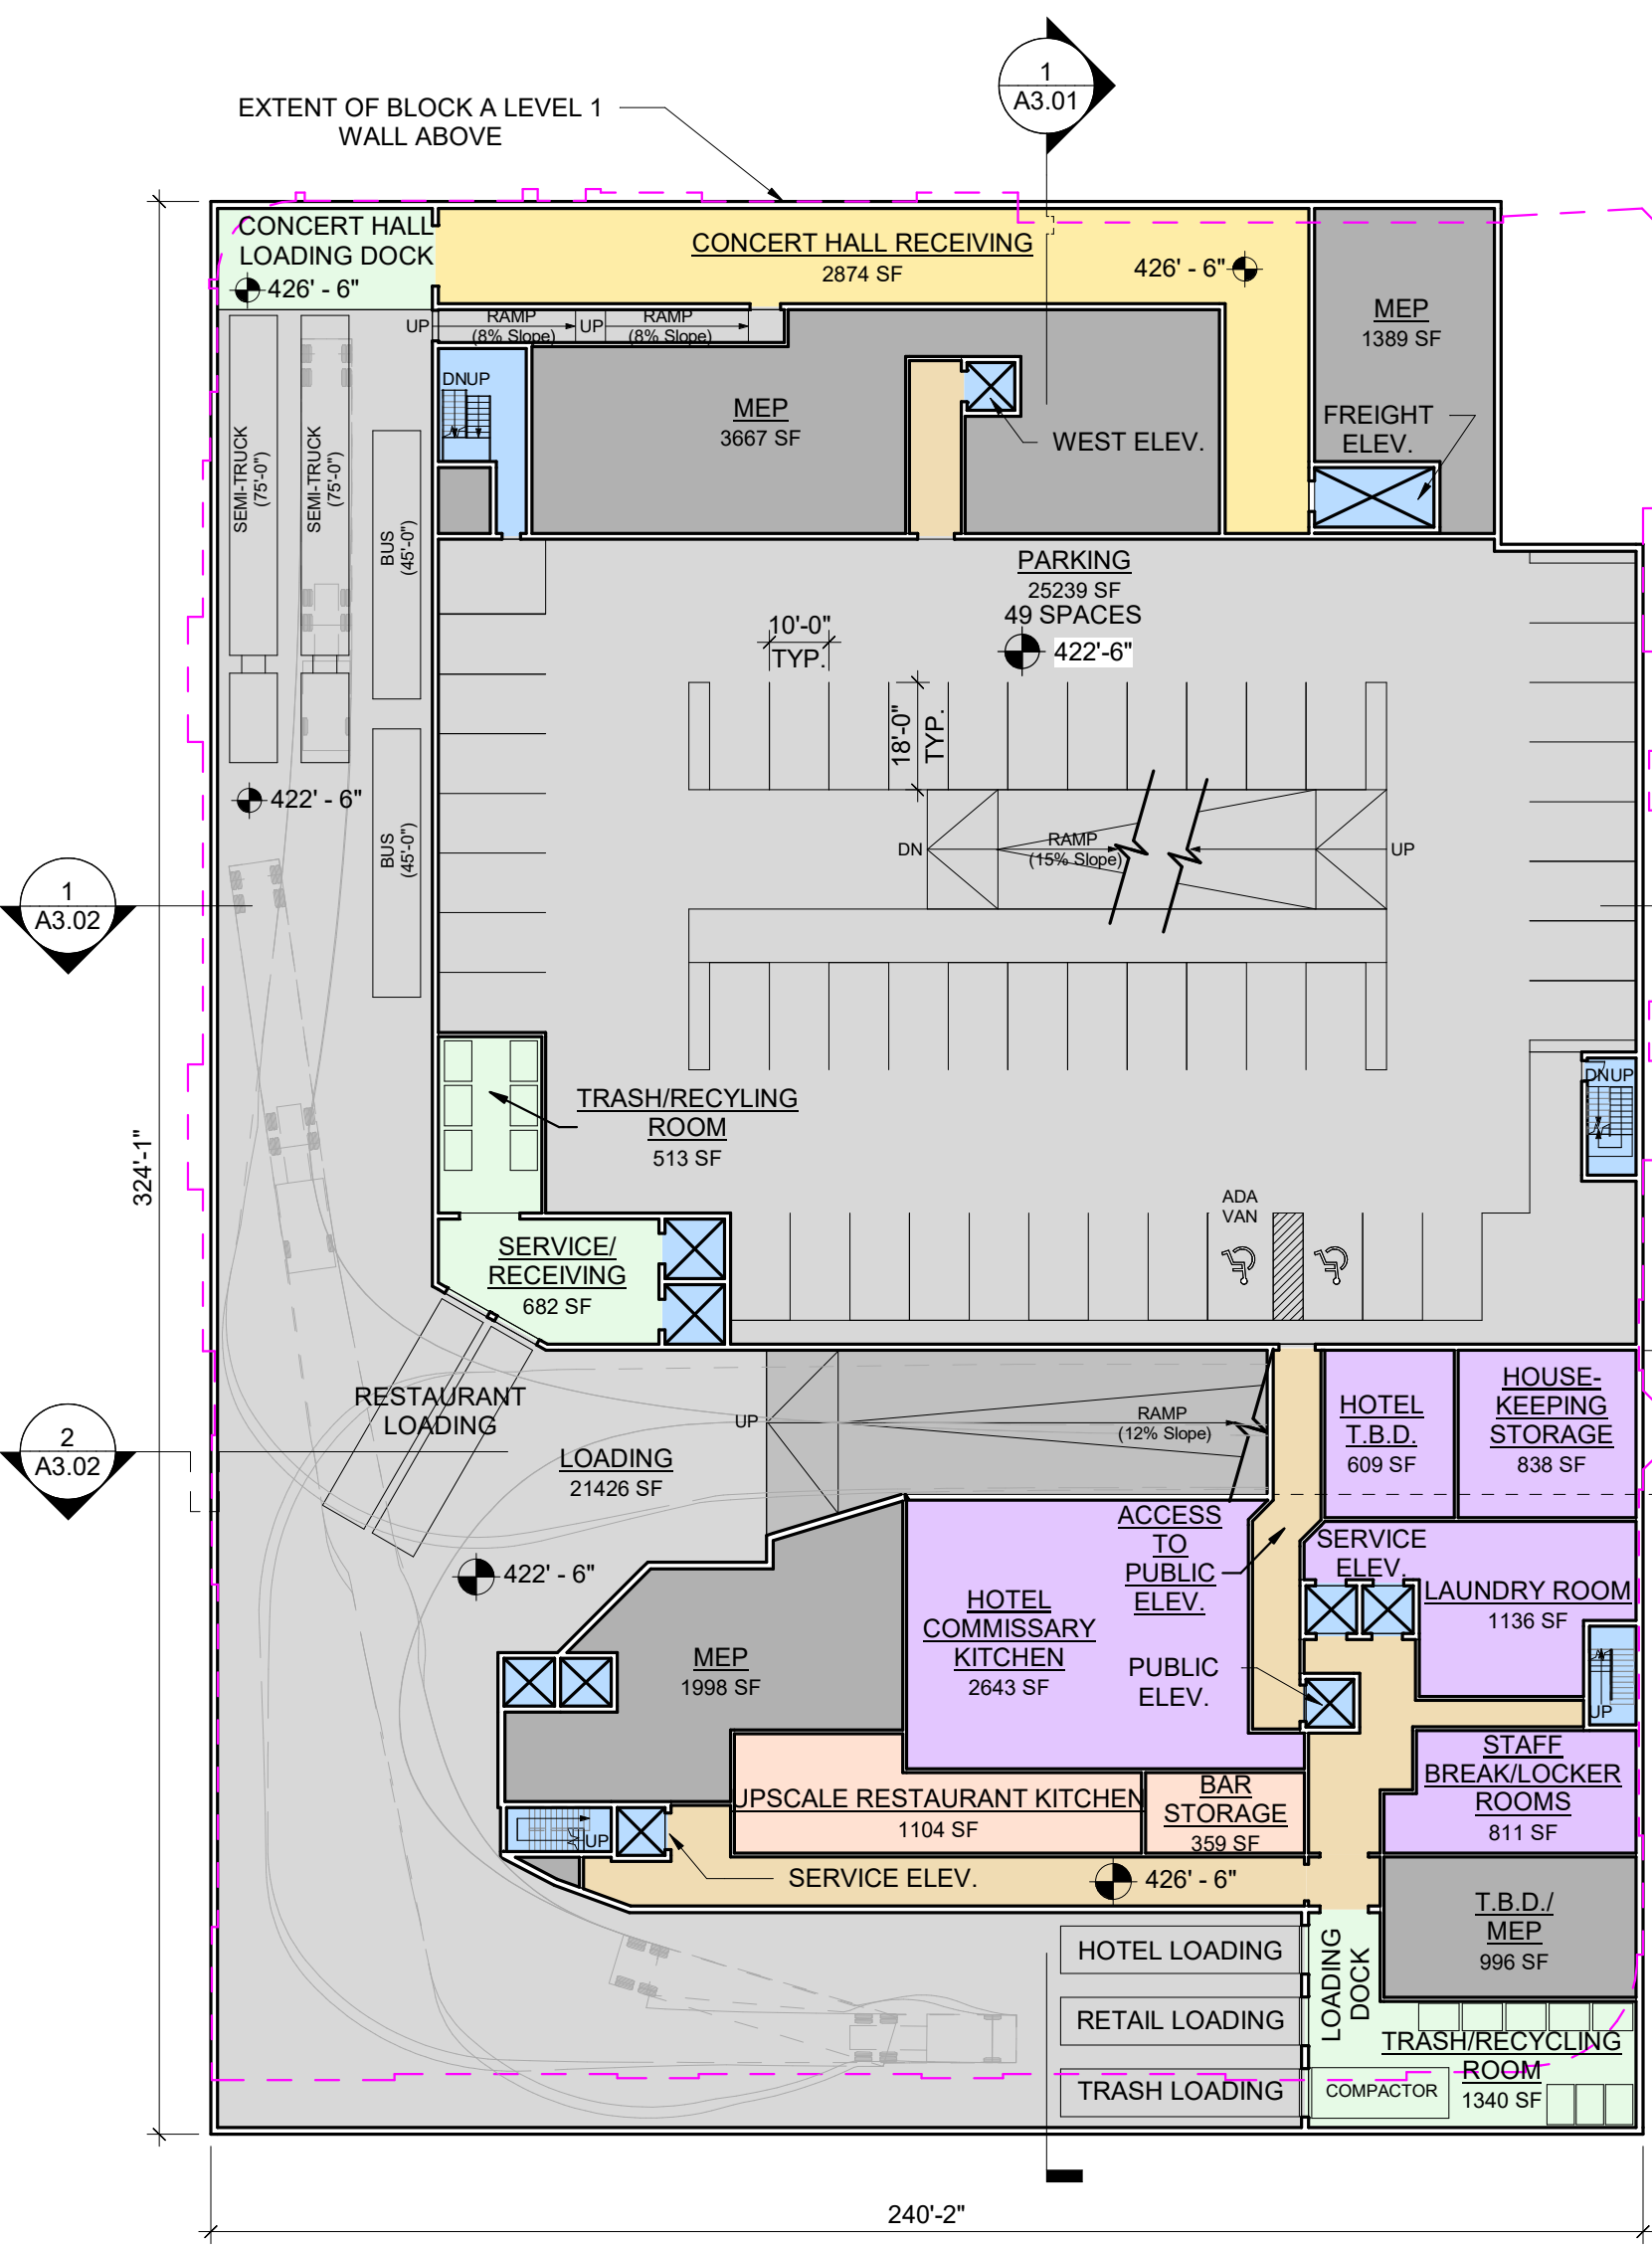 1
A3.01
EXTENT OF BLOCK A LEVEL 1
WALL ABOVE
CONCERT HALL
LOADING DOCK
426' - 6"
CONCERT HALL RECEIVING
2874 SF
426' - 6"
MEP
1389 SF
UP
RAMP
(8% Slope)
UP
RAMP
(8% Slope)
DN
UP
MEP
3667 SF
WEST ELEV.
FREIGHT
ELEV.
SEMI-TRUCK
(75'-0")
SEMI-TRUCK
(75'-0")
BUS
(45'-0")
PARKING
25239 SF
49 SPACES
422'-6"
10'-0"
TYP.
18'-0"
TYP.
422' - 6"
BUS
(45'-0")
DN
RAMP
(15% Slope)
UP
1
A3.02
324'-1"
TRASH/RECYLING
ROOM
513 SF
DN
UP
SERVICE/
RECEIVING
682 SF
ADA
VAN
RESTAURANT
LOADING
2
A3.02
LOADING
21426 SF
UP
RAMP
(12% Slope)
HOTEL
T.B.D.
609 SF
HOUSE-
KEEPING
STORAGE
838 SF
422' - 6"
ACCESS
TO
PUBLIC
ELEV.
SERVICE
ELEV.
LAUNDRY ROOM
1136 SF
HOTEL
COMMISSARY
KITCHEN
2643 SF
MEP
1998 SF
PUBLIC
ELEV.
UP
STAFF
BREAK/LOCKER
ROOMS
811 SF
UPSCALE RESTAURANT KITCHEN
1104 SF
BAR
STORAGE
359 SF
UP
SERVICE ELEV.
426' - 6"
T.B.D./
MEP
996 SF
HOTEL LOADING
LOADING
DOCK
RETAIL LOADING
TRASH/RECYCLING
ROOM
1340 SF
TRASH LOADING
COMPACTOR
240'-2"